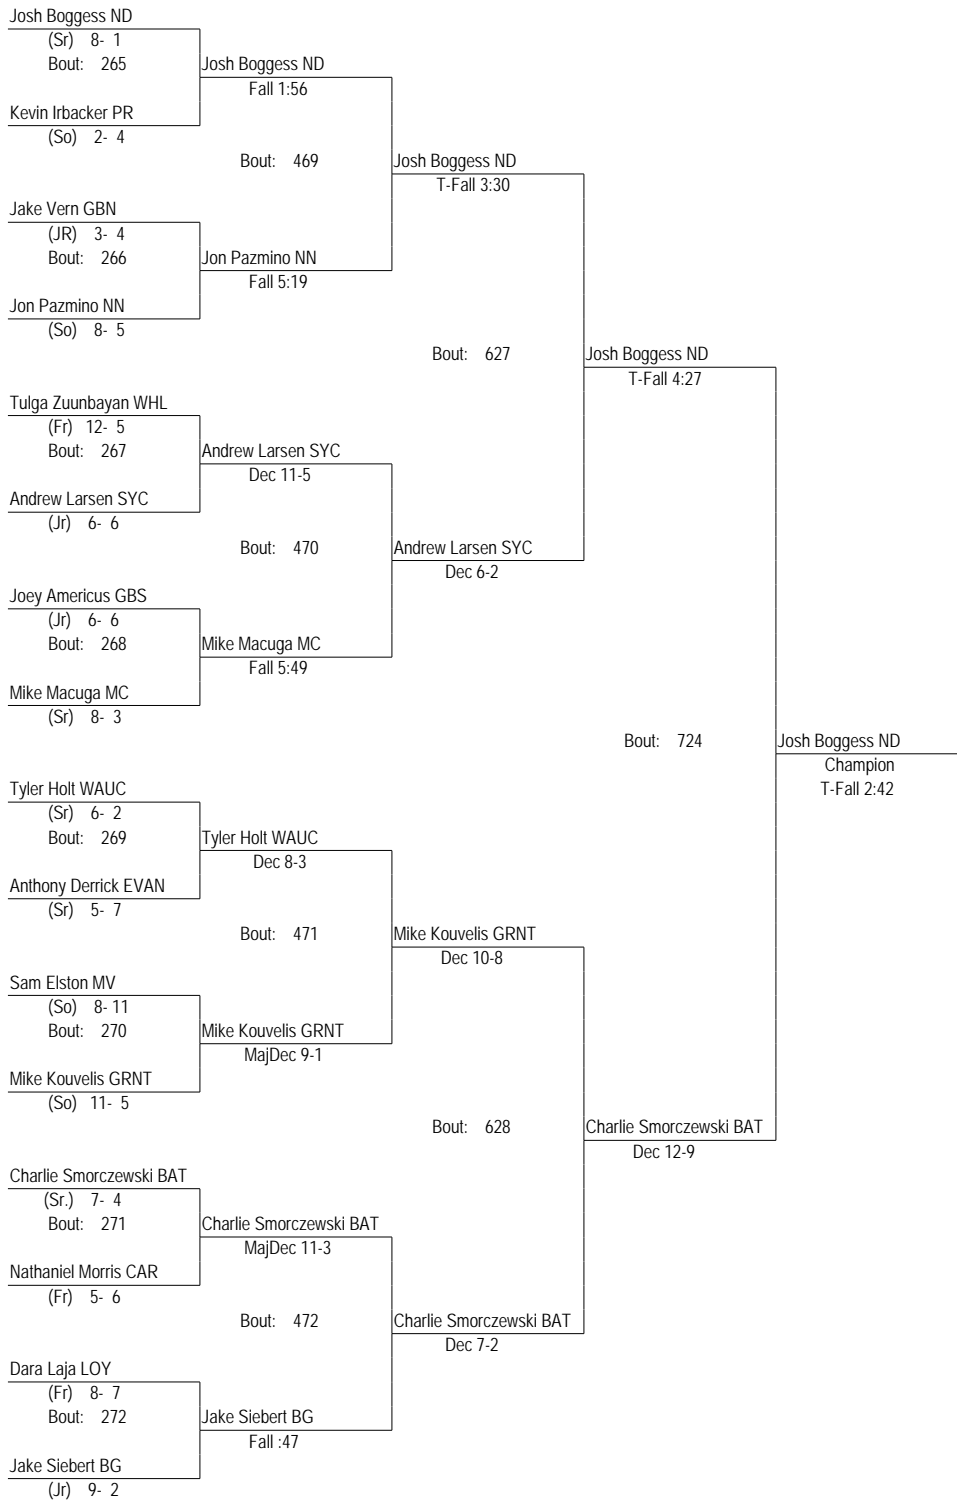 Josh Boggess ND
(Sr) 8- 1
Bout: 265
Josh Boggess ND
Fall 1:56
Kevin Irbacker PR
(So) 2- 4
Bout: 469
Josh Boggess ND
T-Fall 3:30
Jake Vern GBN
(JR) 3- 4
Bout: 266
Jon Pazmino NN
Fall 5:19
Jon Pazmino NN
(So) 8- 5
Bout: 627
Josh Boggess ND
T-Fall 4:27
Tulga Zuunbayan WHL
(Fr) 12- 5
Bout: 267
Andrew Larsen SYC
Dec 11-5
Andrew Larsen SYC
(Jr) 6- 6
Bout: 470
Andrew Larsen SYC
Dec 6-2
Joey Americus GBS
(Jr) 6- 6
Bout: 268
Mike Macuga MC
Fall 5:49
Mike Macuga MC
(Sr) 8- 3
Bout: 724
Josh Boggess ND
Champion
T-Fall 2:42
Tyler Holt WAUC
(Sr) 6- 2
Bout: 269
Tyler Holt WAUC
Dec 8-3
Anthony Derrick EVAN
(Sr) 5- 7
Bout: 471
Mike Kouvelis GRNT
Dec 10-8
Sam Elston MV
(So) 8- 11
Bout: 270
Mike Kouvelis GRNT
MajDec 9-1
Mike Kouvelis GRNT
(So) 11- 5
Bout: 628
Charlie Smorczewski BAT
Dec 12-9
Charlie Smorczewski BAT
(Sr.) 7- 4
Bout: 271
Charlie Smorczewski BAT
MajDec 11-3
Nathaniel Morris CAR
(Fr) 5- 6
Bout: 472
Charlie Smorczewski BAT
Dec 7-2
Dara Laja LOY
(Fr) 8- 7
Bout: 272
Jake Siebert BG
Fall :47
Jake Siebert BG
(Jr) 9- 2